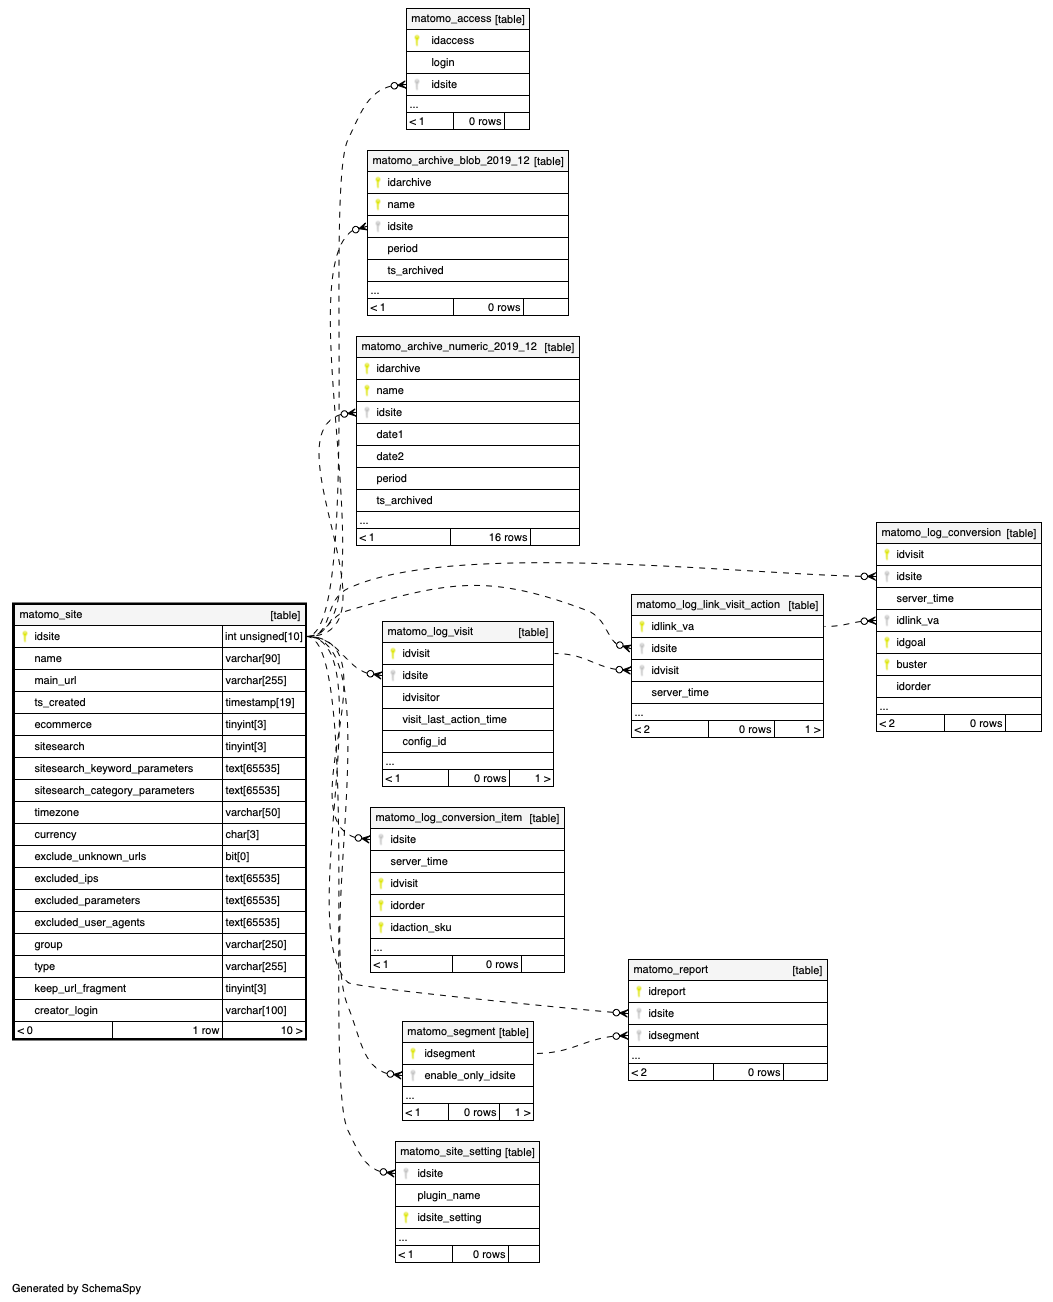 matomo_access [table]
idaccess
login
idsite
...
< 1 0 rows
matomo_archive_blob_2019_12 [table]
idarchive
name
idsite
period
ts_archived
...
< 1 0 rows
matomo_archive_numeric_2019_12 [table]
idarchive
name
idsite
date1
date2
period
ts_archived
...
< 1 16 rows
matomo_log_conversion [table]
idvisit
idsite
server_time
idlink_va
idgoal
buster
idorder
...
< 2 0 rows
matomo_log_link_visit_action [table]
idlink_va
idsite
idvisit
server_time
...
< 2 0 rows 1 >
matomo_site [table]
idsite int unsigned[10]
name varchar[90]
main_url varchar[255]
ts_created timestamp[19]
ecommerce tinyint[3]
sitesearch tinyint[3]
sitesearch_keyword_parameters text[65535]
sitesearch_category_parameters text[65535]
timezone varchar[50]
currency char[3]
exclude_unknown_urls bit[0]
excluded_ips text[65535]
excluded_parameters text[65535]
excluded_user_agents text[65535]
group varchar[250]
type varchar[255]
keep_url_fragment tinyint[3]
creator_login varchar[100]
< 0 1 row 10 >
matomo_log_visit [table]
idvisit
idsite
idvisitor
visit_last_action_time
config_id
...
< 1 0 rows 1 >
matomo_log_conversion_item [table]
idsite
server_time
idvisit
idorder
idaction_sku
...
< 1 0 rows
matomo_report [table]
idreport
idsite
idsegment
...
< 2 0 rows
matomo_segment [table]
idsegment
enable_only_idsite
...
< 1 0 rows 1 >
matomo_site_setting [table]
idsite
plugin_name
idsite_setting
...
< 1 0 rows
Generated by SchemaSpy